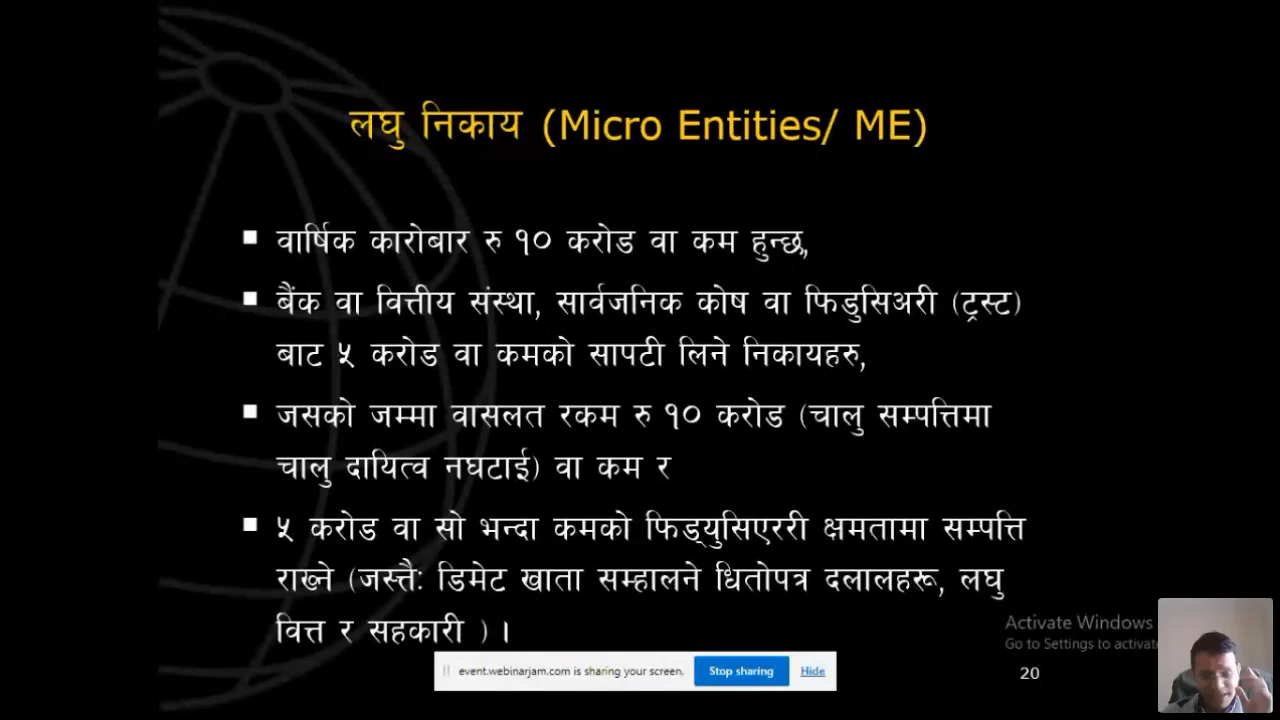 लघु निकाय (Micro Entities/ ME)
वार्षिक कारोबार रु १० करोड वा कम हुन्छ,
बैंक वा वित्तीय संस्था, सार्वजनिक कोष वा फिडुसिअरी (ट्रस्ट)
बाट ५ करोड वा कमको सापटी लिने निकायहरु,
जसको जम्मा वासलत रकम रु १० करोड (चालु सम्पत्तिमा
चालु दायित्व नघटाई) वा कम र
५ करोड वा सो भन्दा कमको फिड्युसिएररी क्षमतामा सम्पत्ति
राख्ने (जस्तै: डिमेट खाता सम्हालने धितोपत्र दलालहरू, लघु
वित्त र सहकारी ) ।
Activate Windows
Go to Settings to activate
event.webinarjam.com is sharing your screen. Stop sharing Hide
20